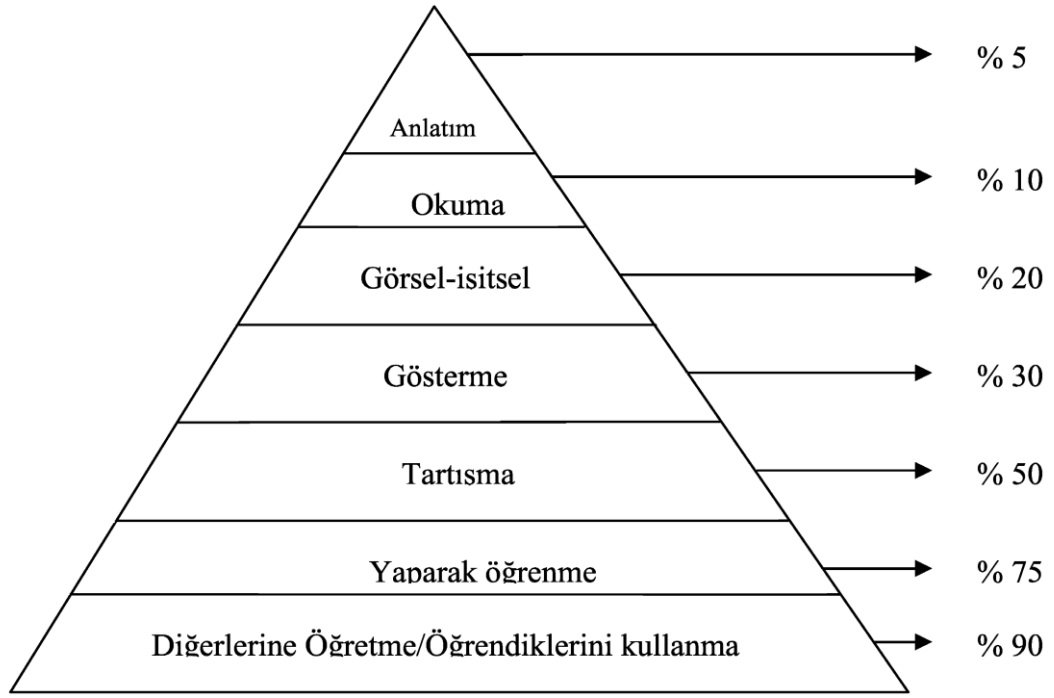 % 5
Anlatım
% 10
Okuma
Görsel-isitsel
% 20
Gösterme
% 30
Tartısma
% 50
Yaparak öğrenme
% 75
Diğerlerine Öğretme/Öğrendiklerini kullanma
% 90